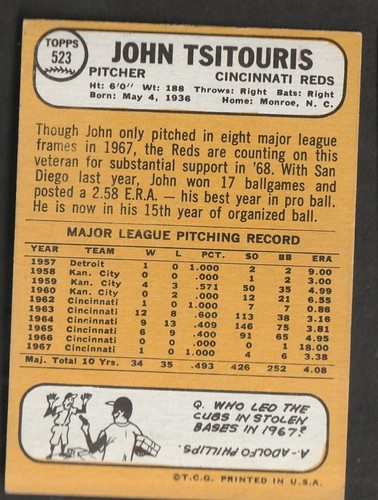 TOPPS
523
JOHN TSITOURIS
PITCHER CINCINNATI REDS
Ht: 6'0" Wt: 188 Throws: Right Bats: Right
Born: May 4, 1936 Home: Monroe, N. C.
Though John only pitched in eight major league
frames in 1967, the Reds are counting on this
veteran for substantial support in '68. With San
Diego last year, John won 17 ballgames and
posted a 2.58 E.R.A. — his best year in pro ball.
He is now in his 15th year of organized ball.
MAJOR LEAGUE PITCHING RECORD
YEAR TEAM W L PCT. SO BB ERA
1957 Detroit 1 0 1.000 2 2 9.00
1958 Kan. City 0 0 .000 1 2 3.00
1959 Kan. City 4 3 .571 50 35 4.99
1960 Kan. City 0 2 .000 12 21 6.55
1962 Cincinnati 1 0 1.000 7 7 0.86
1963 Cincinnati 12 8 .600 113 38 3.16
1964 Cincinnati 9 13 .409 146 75 3.81
1965 Cincinnati 6 9 .400 91 65 4.95
1966 Cincinnati 0 0 .000 0 1 18.00
1967 Cincinnati 1 0 1.000 4 6 3.38
Maj. Total 10 Yrs. 34 35 .493 426 252 4.08
Q. WHO LED THE
CUBS IN STOLEN
BASES IN 1967?
A. ADOLFO PHILLIPS.
©T.C.G. PRINTED IN U.S.A.